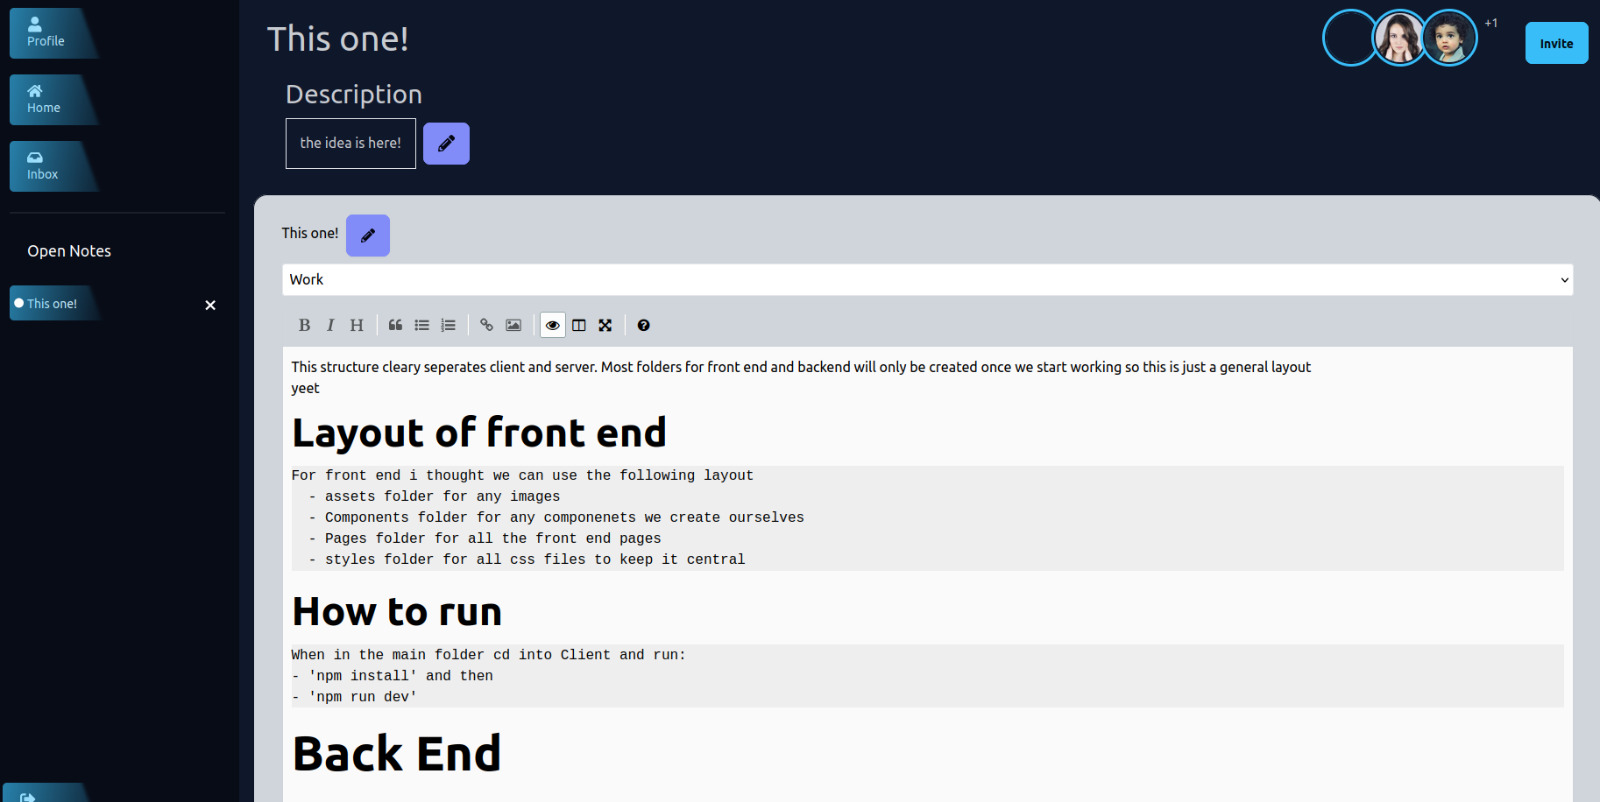 Profile
Home
Inbox
Open Notes
This one!
This one!
+1
Invite
Description
the idea is here!
This one!
Work
B I H
This structure cleary seperates client and server. Most folders for front end and backend will only be created once we start working so this is just a general layout
yeet
Layout of front end
For front end i thought we can use the following layout
- assets folder for any images
- Components folder for any componenets we create ourselves
- Pages folder for all the front end pages
- styles folder for all css files to keep it central
How to run
When in the main folder cd into Client and run:
- 'npm install' and then
- 'npm run dev'
Back End